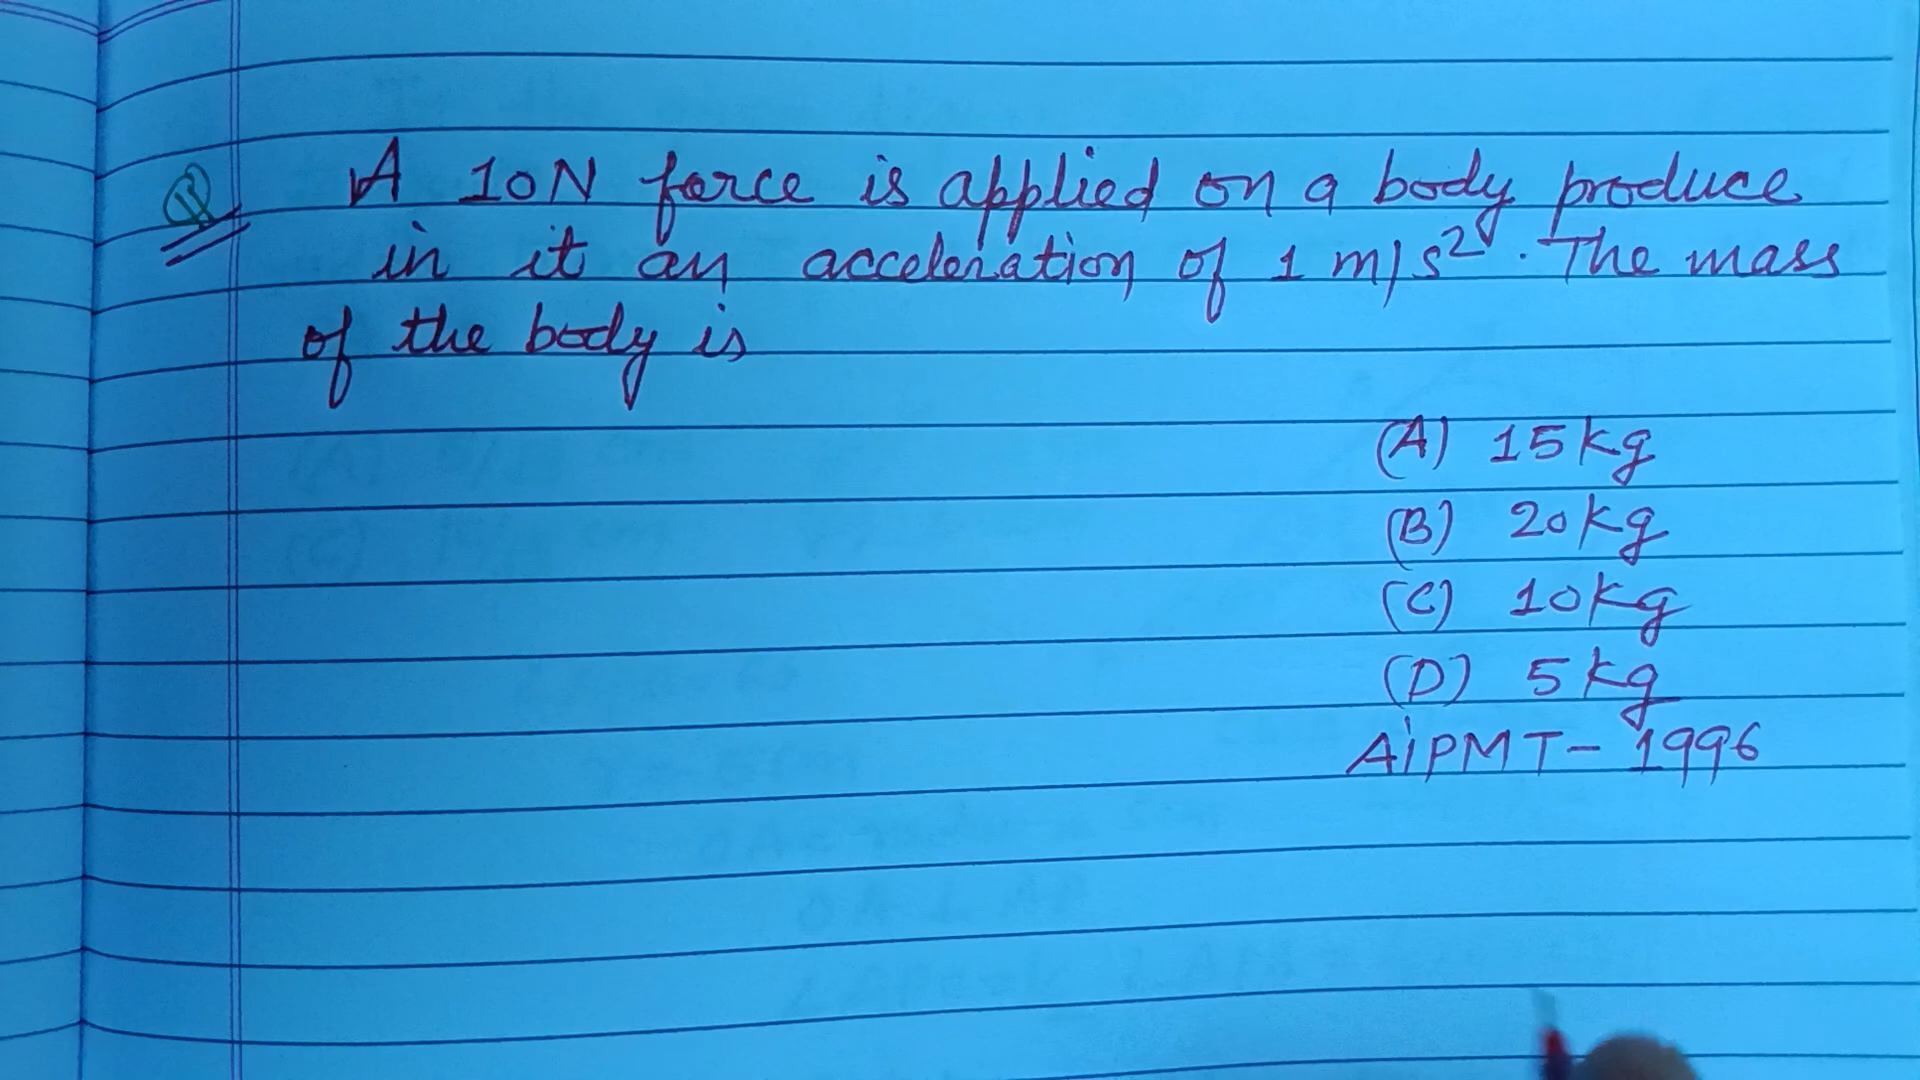 Q A 10N force is applied on a body produce
in it an acceleration of 1 m/s². The mass
of the body is
(A) 15kg
(B) 20kg
(C) 10kg
(D) 5kg
AiPMT- 1996